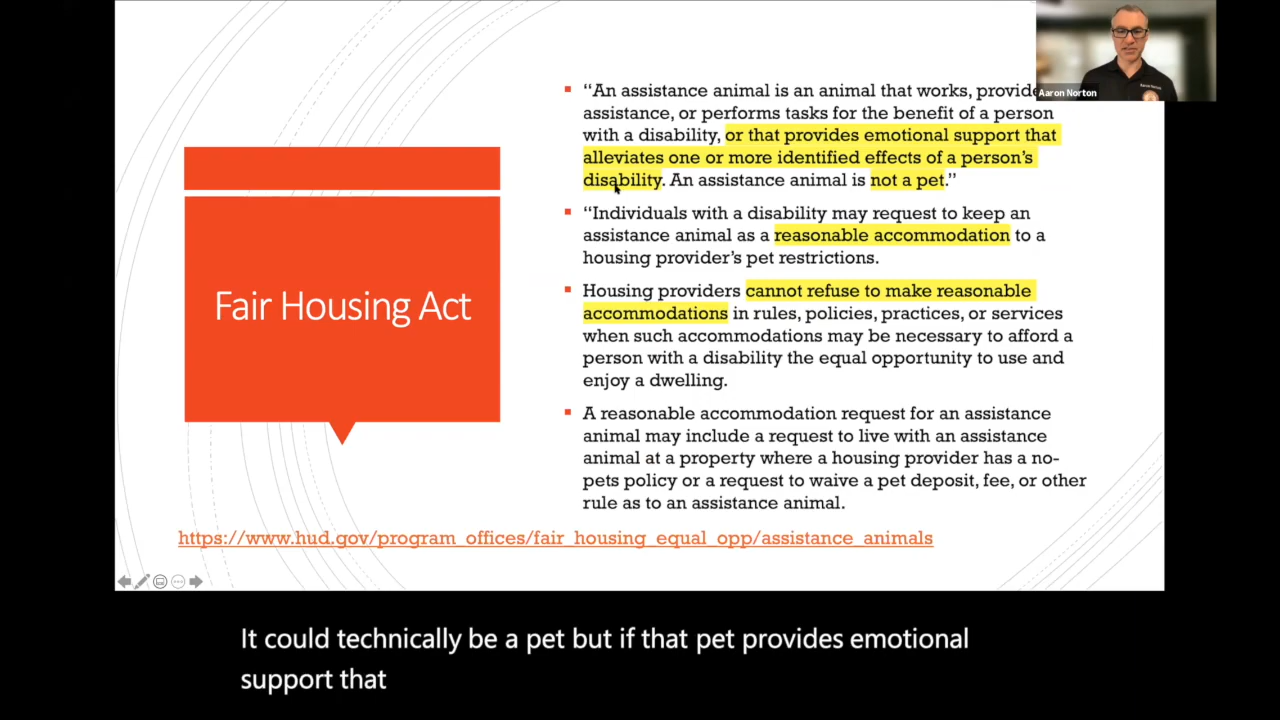 Aaron Norton
Fair Housing Act
▪ “An assistance animal is an animal that works,
assistance, or performs tasks for the benefit of a person
with a disability, or that provides emotional support that
alleviates one or more identified effects of a person’s
disability. An assistance animal is not a pet.”
▪ “Individuals with a disability may request to keep an
assistance animal as a reasonable accommodation to a
housing provider’s pet restrictions.
▪ Housing providers cannot refuse to make reasonable
accommodations in rules, policies, practices, or services
when such accommodations may be necessary to afford a
person with a disability the equal opportunity to use and
enjoy a dwelling.
▪ A reasonable accommodation request for an assistance
animal may include a request to live with an assistance
animal at a property where a housing provider has a no-
pets policy or a request to waive a pet deposit, fee, or other
rule as to an assistance animal.
https://www.hud.gov/program_offices/fair_housing_equal_opp/assistance_animals
It could technically be a pet but if that pet provides emotional
support that